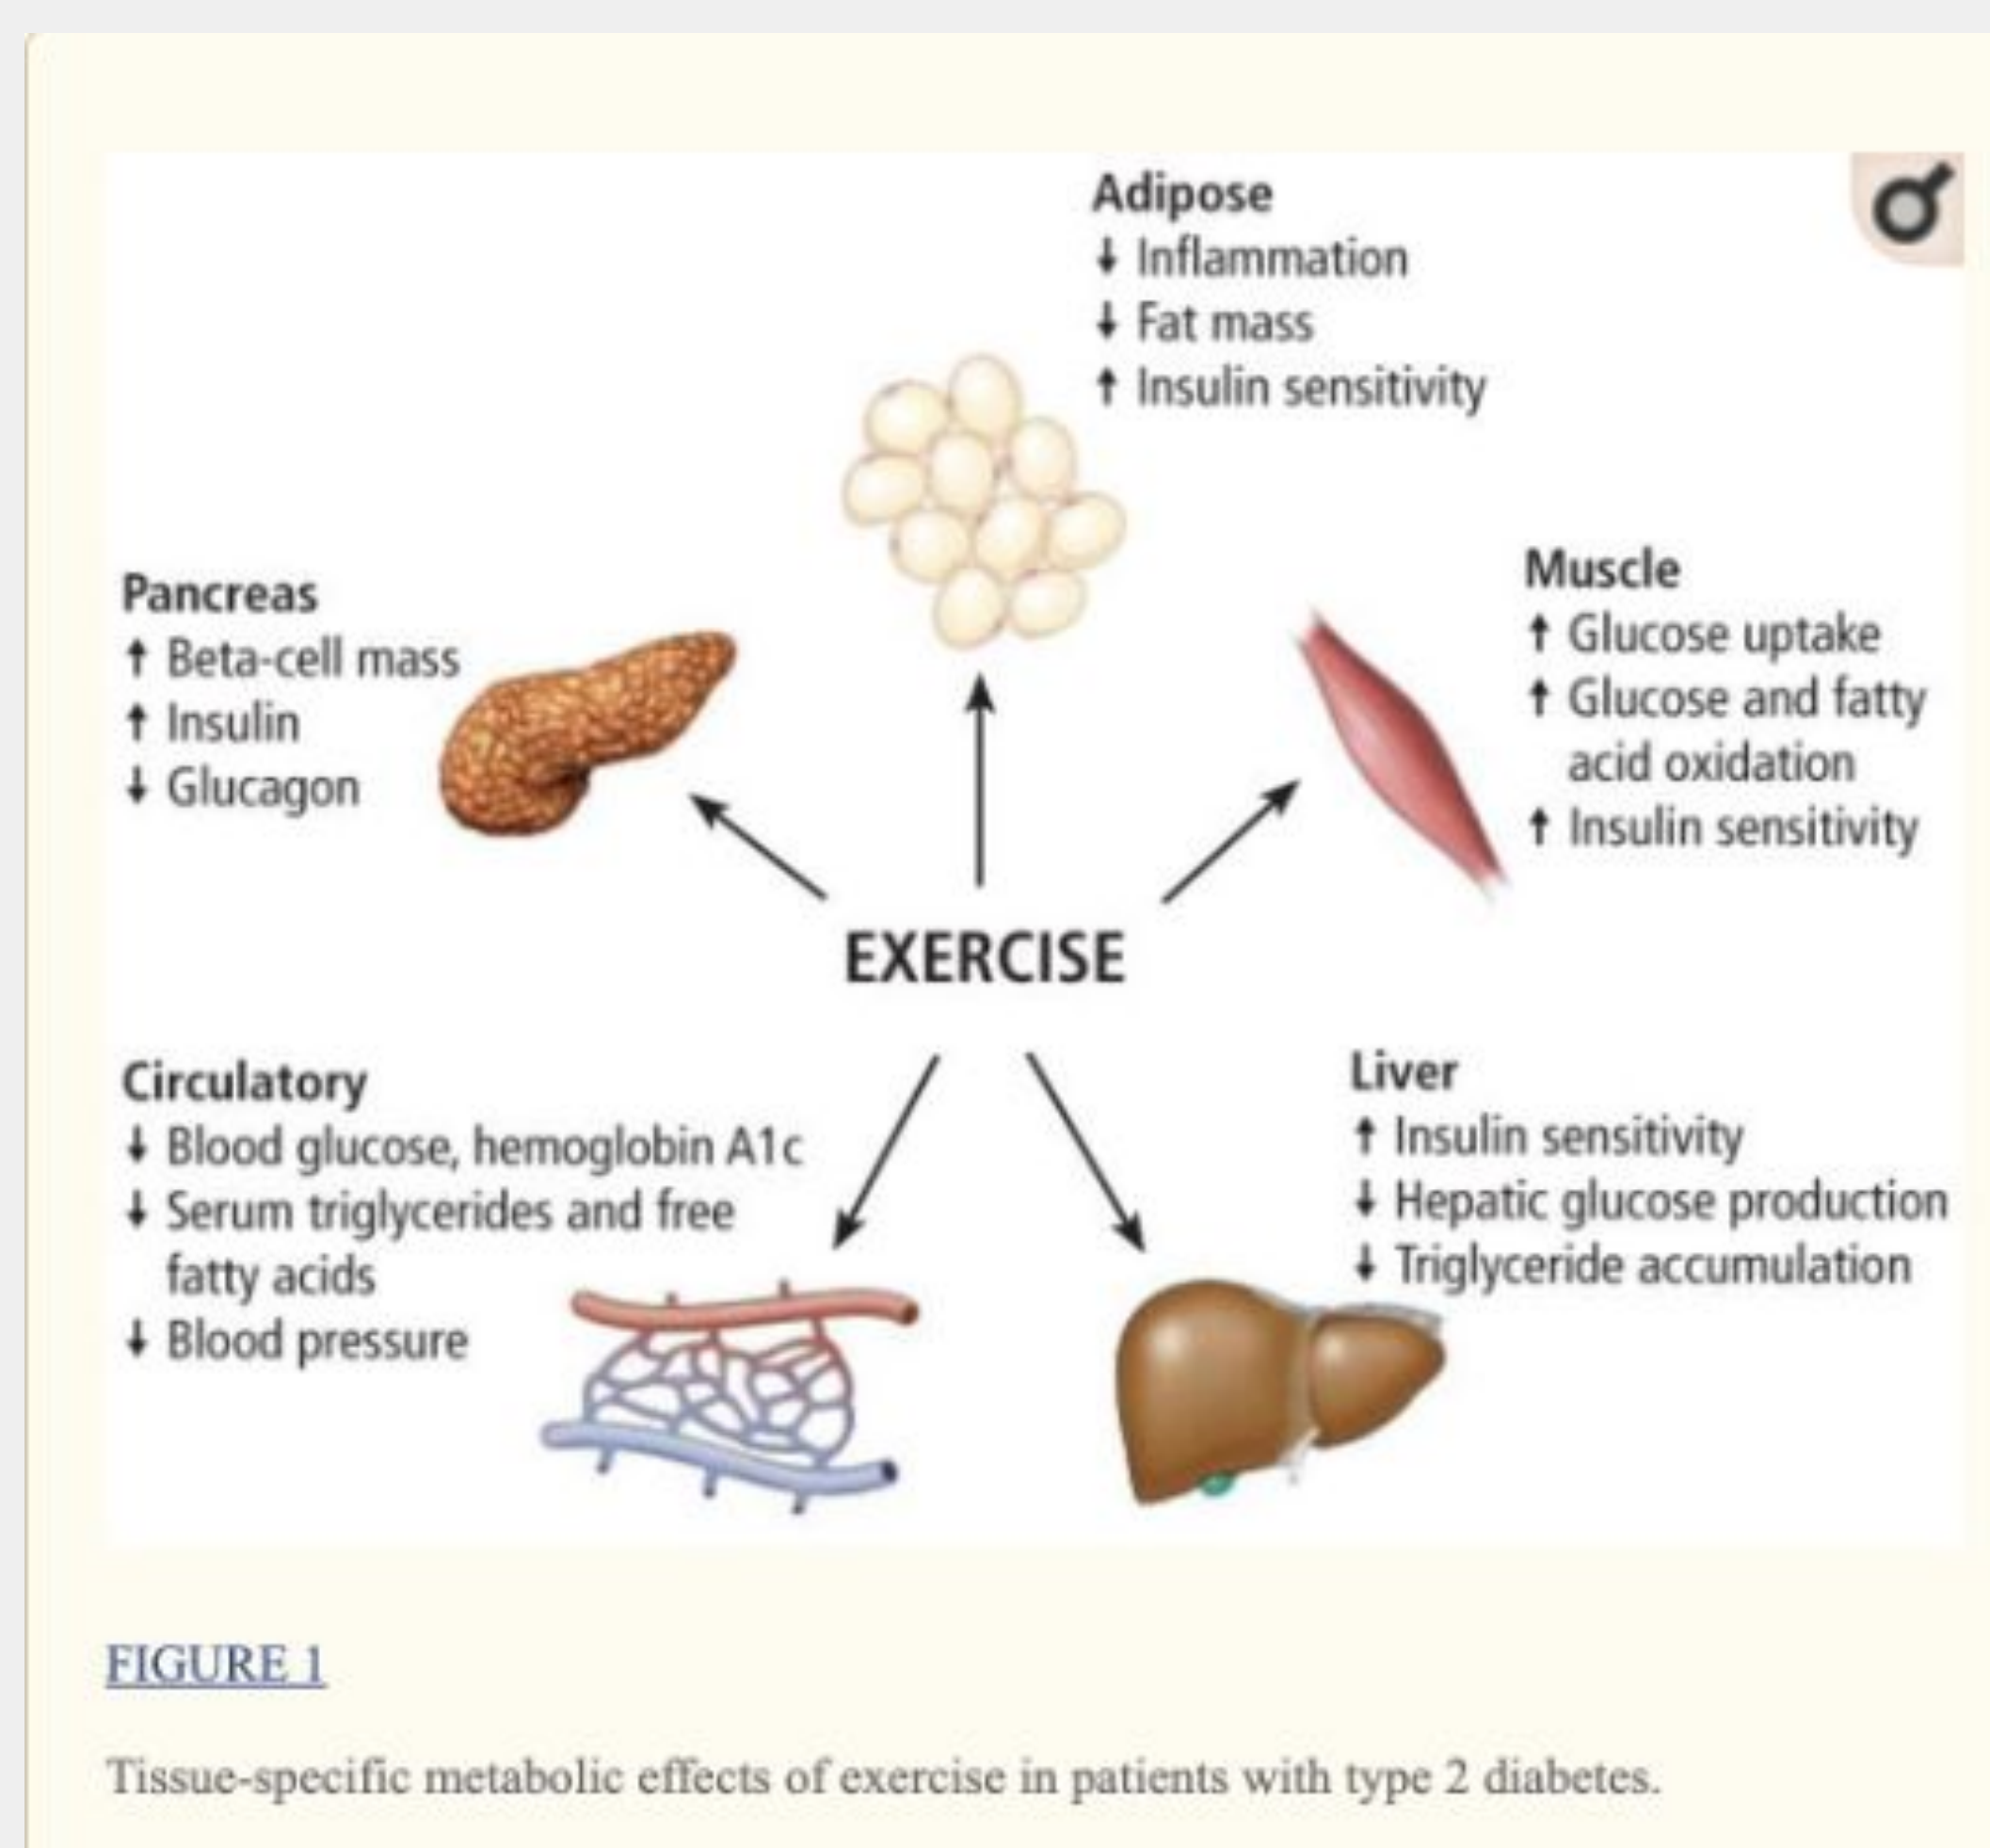 Adipose
↓ Inflammation
↓ Fat mass
↑ Insulin sensitivity
Pancreas
↑ Beta-cell mass
↑ Insulin
↓ Glucagon
Muscle
↑ Glucose uptake
↑ Glucose and fatty
acid oxidation
↑ Insulin sensitivity
EXERCISE
Circulatory
↓ Blood glucose, hemoglobin A1c
↓ Serum triglycerides and free
fatty acids
↓ Blood pressure
Liver
↑ Insulin sensitivity
↓ Hepatic glucose production
↓ Triglyceride accumulation
FIGURE 1
Tissue-specific metabolic effects of exercise in patients with type 2 diabetes.